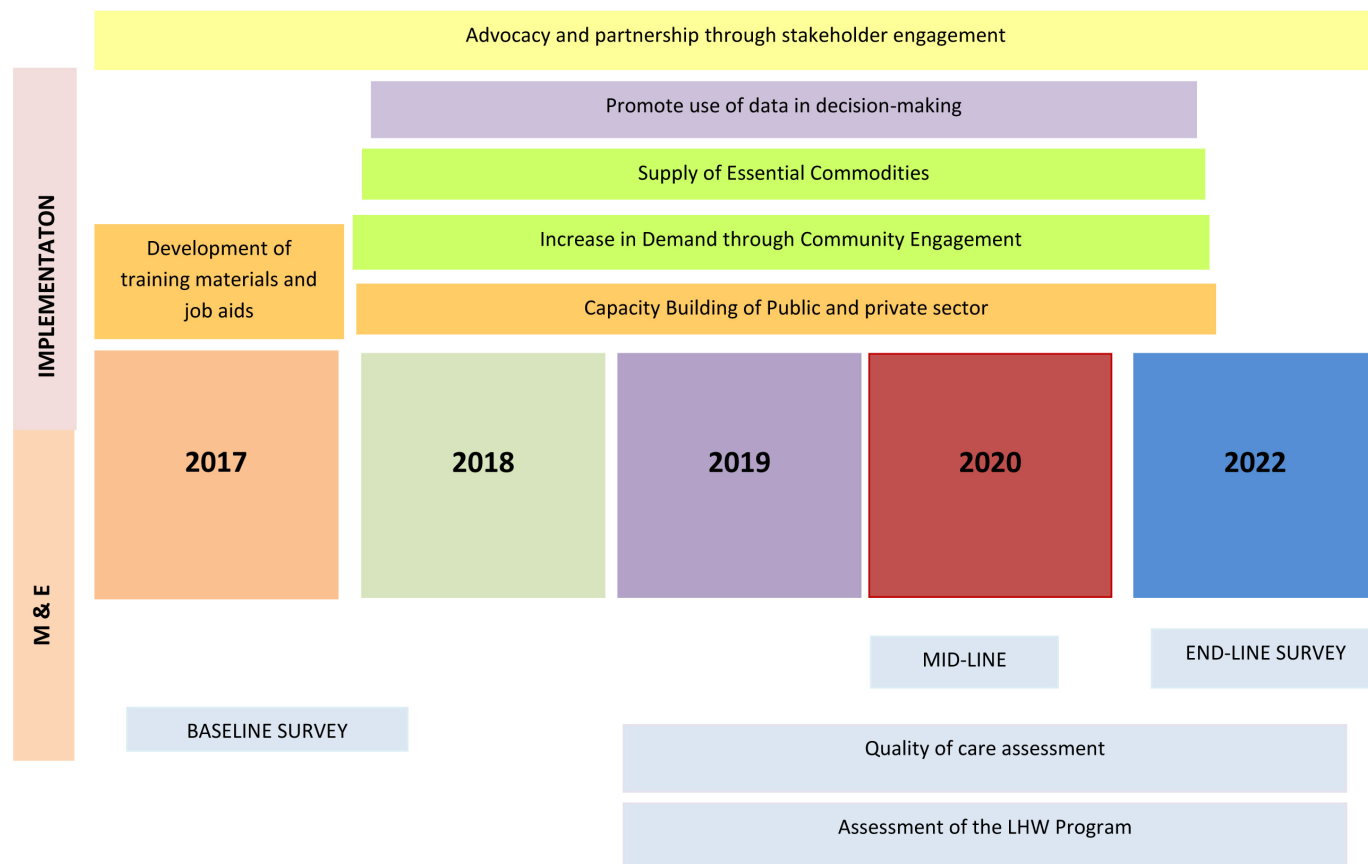 Advocacy and partnership through stakeholder engagement
Promote use of data in decision-making
Supply of Essential Commodities
Increase in Demand through Community Engagement
Development of
training materials and
job aids
Capacity Building of Public and private sector
IMPLEMENTATON
2017
2018
2019
2020
2022
M & E
MID-LINE
END-LINE SURVEY
BASELINE SURVEY
Quality of care assessment
Assessment of the LHW Program